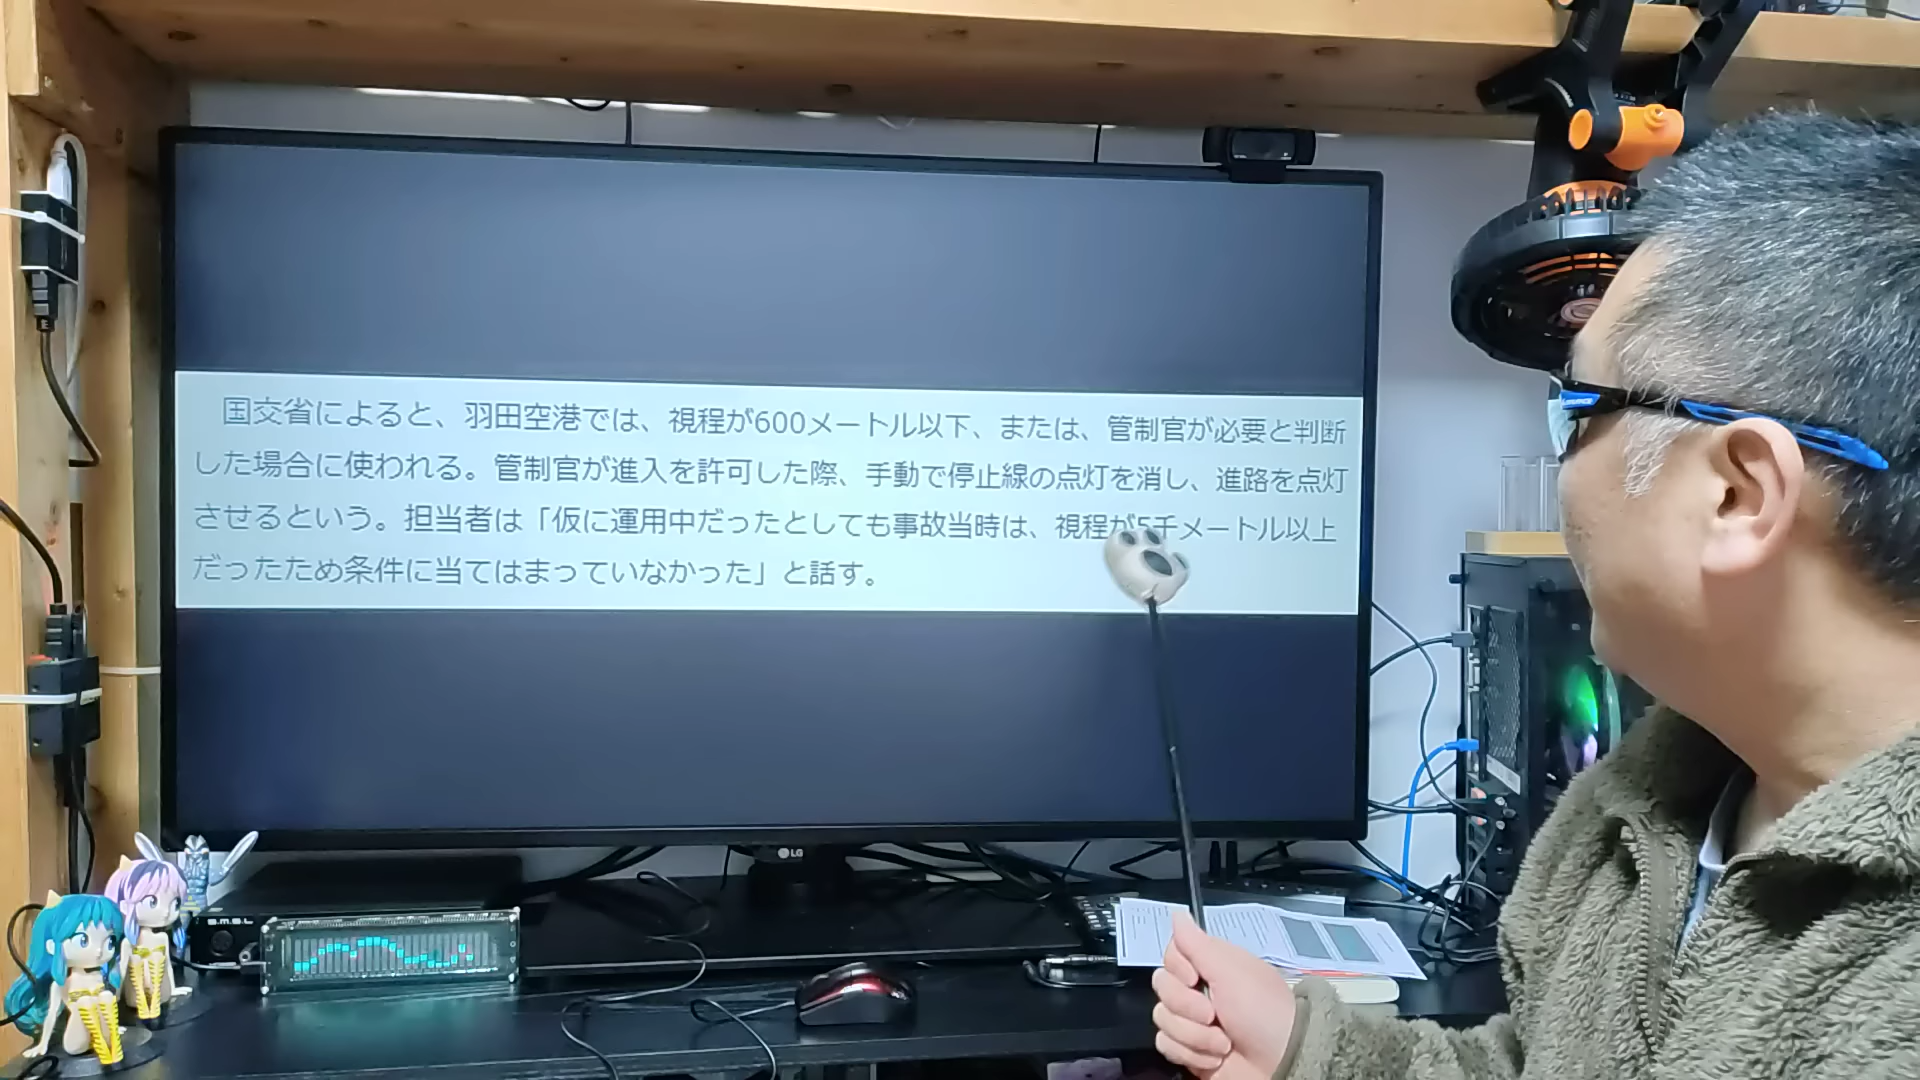 国交省によると、羽田空港では、視程が600メートル以下、または、管制官が必要と判断
した場合に使われる。管制官が進入を許可した際、手動で停止線の点灯を消し、進路を点灯
させるという。担当者は「仮に運用中だったとしても事故当時は、視程が5千メートル以上
だったため条件に当てはまっていなかった」と話す。
LG
S.M.S.L